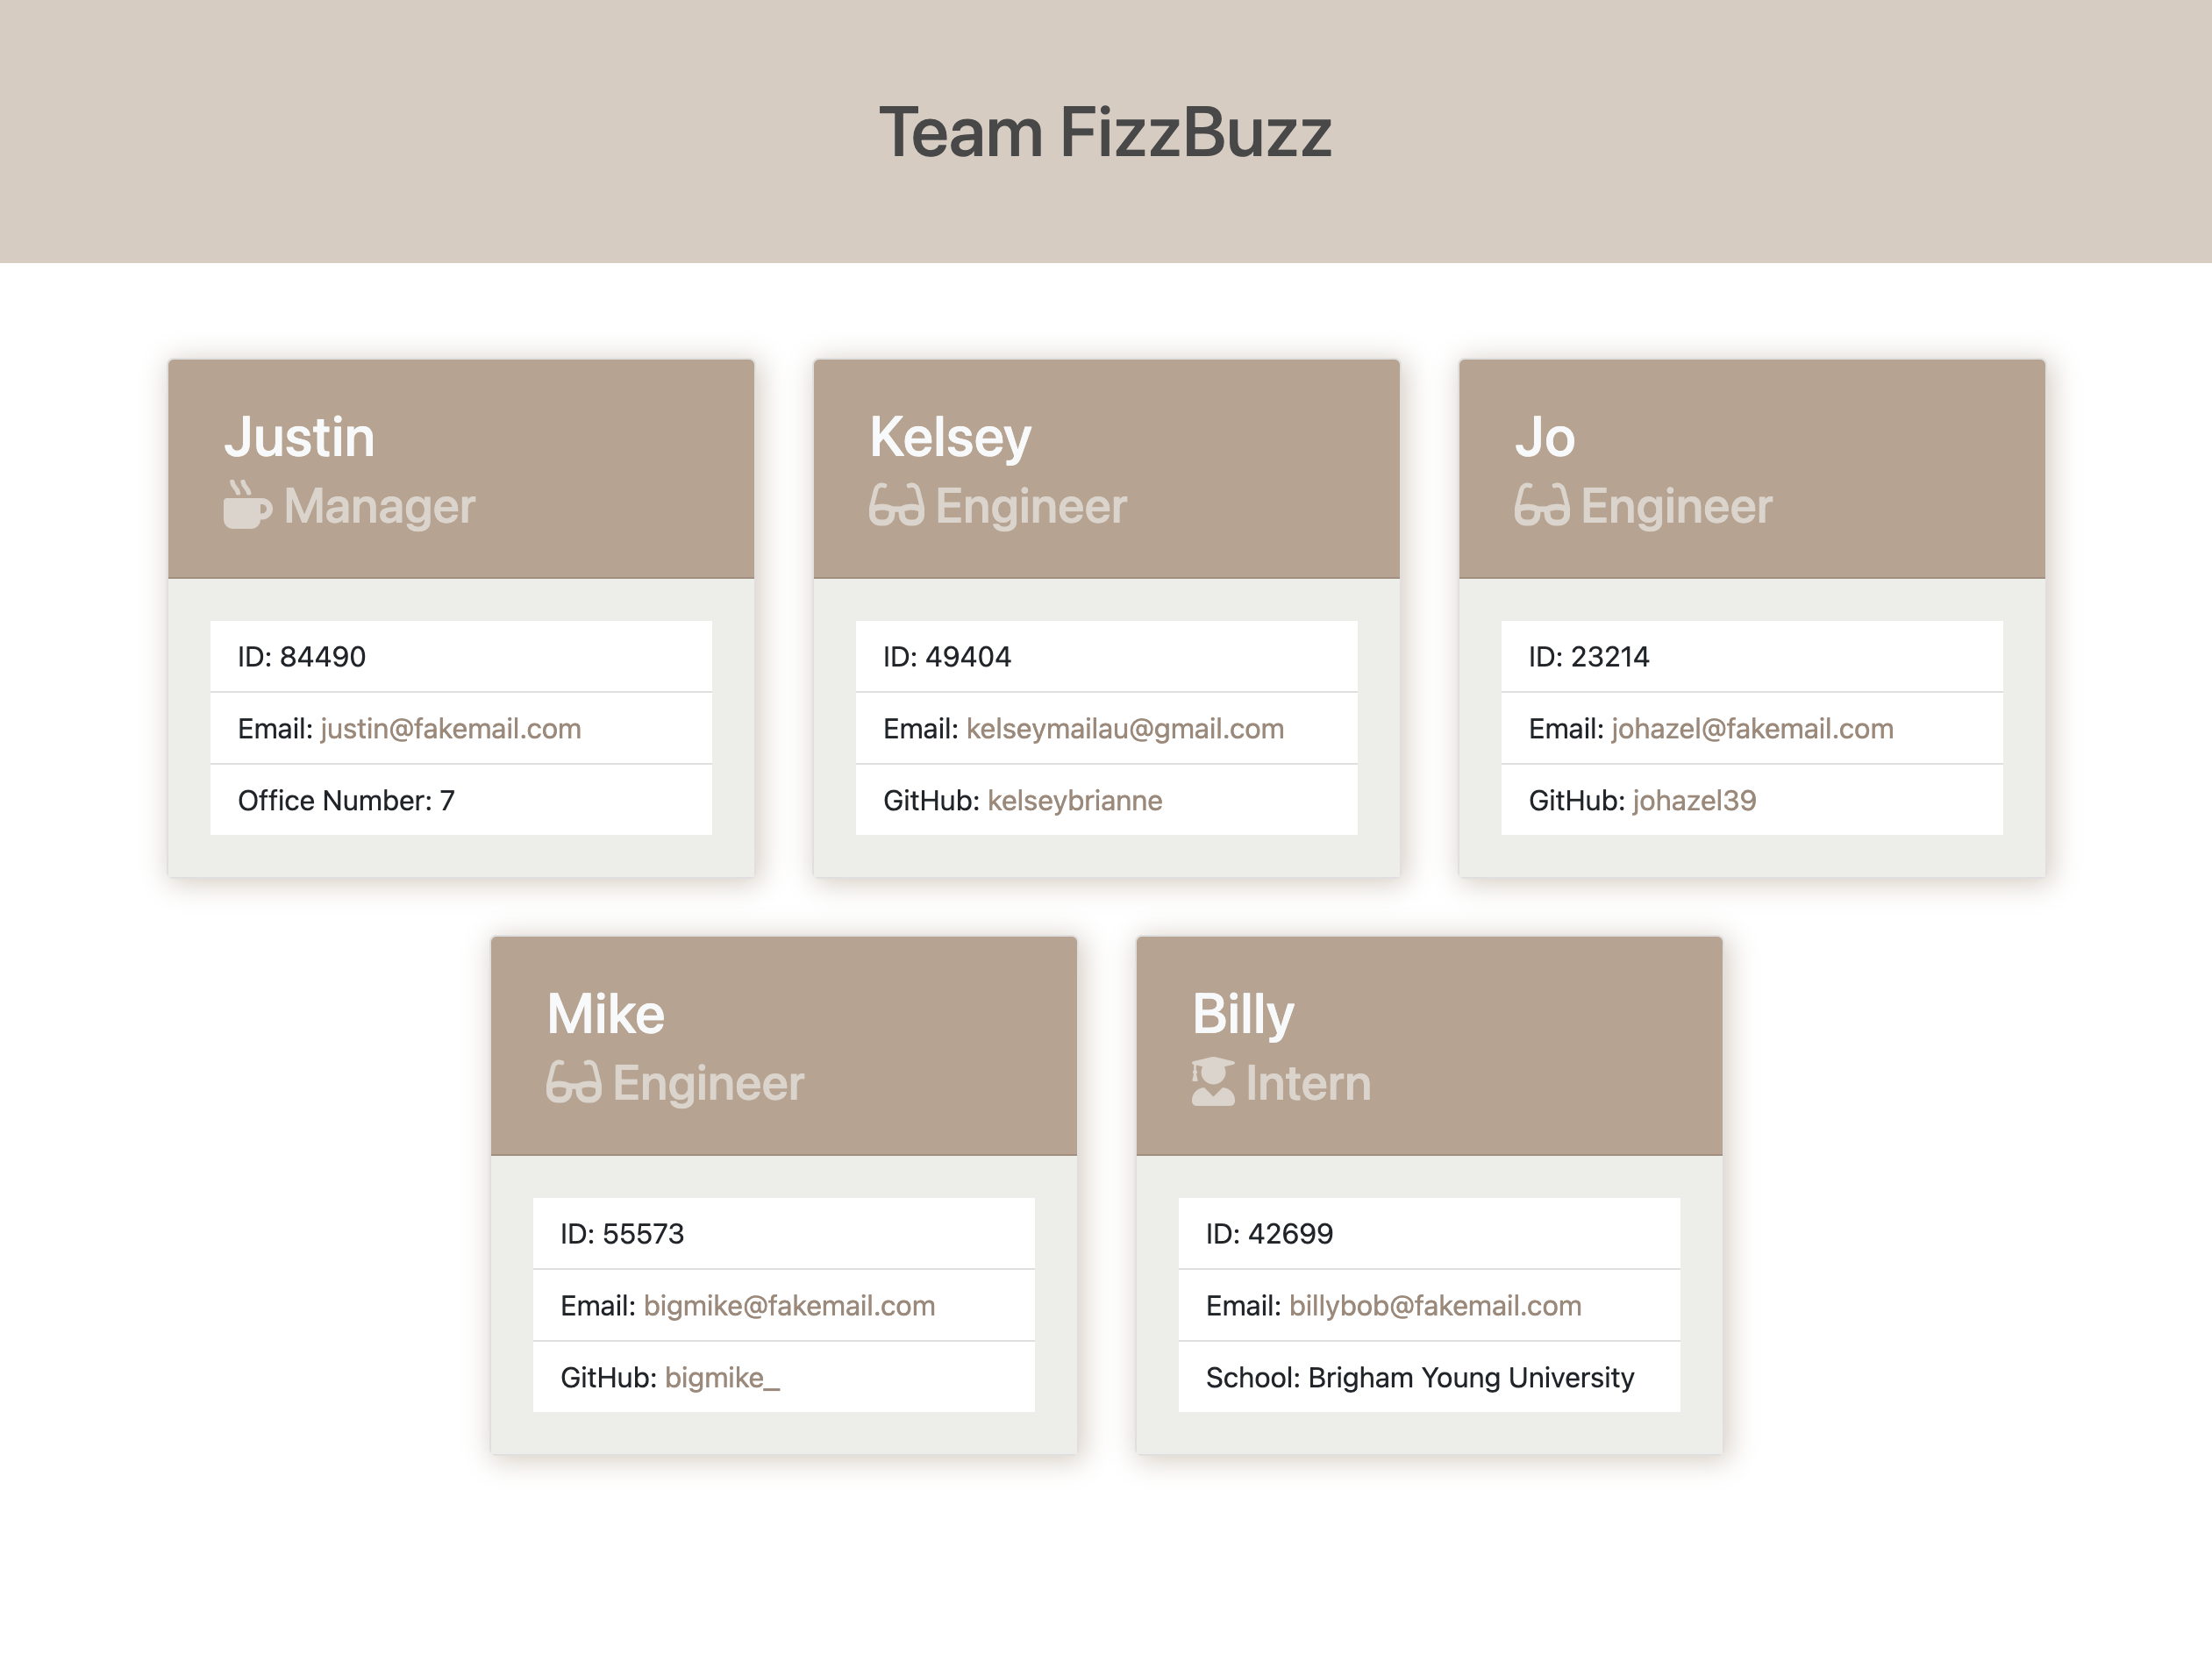 Team FizzBuzz
Justin
Manager
ID: 84490
Email: justin@fakemail.com
Office Number: 7
Kelsey
Engineer
ID: 49404
Email: kelseymailau@gmail.com
GitHub: kelseybrianne
Jo
Engineer
ID: 23214
Email: johazel@fakemail.com
GitHub: johazel39
Mike
Engineer
ID: 55573
Email: bigmike@fakemail.com
GitHub: bigmike_
Billy
Intern
ID: 42699
Email: billybob@fakemail.com
School: Brigham Young University